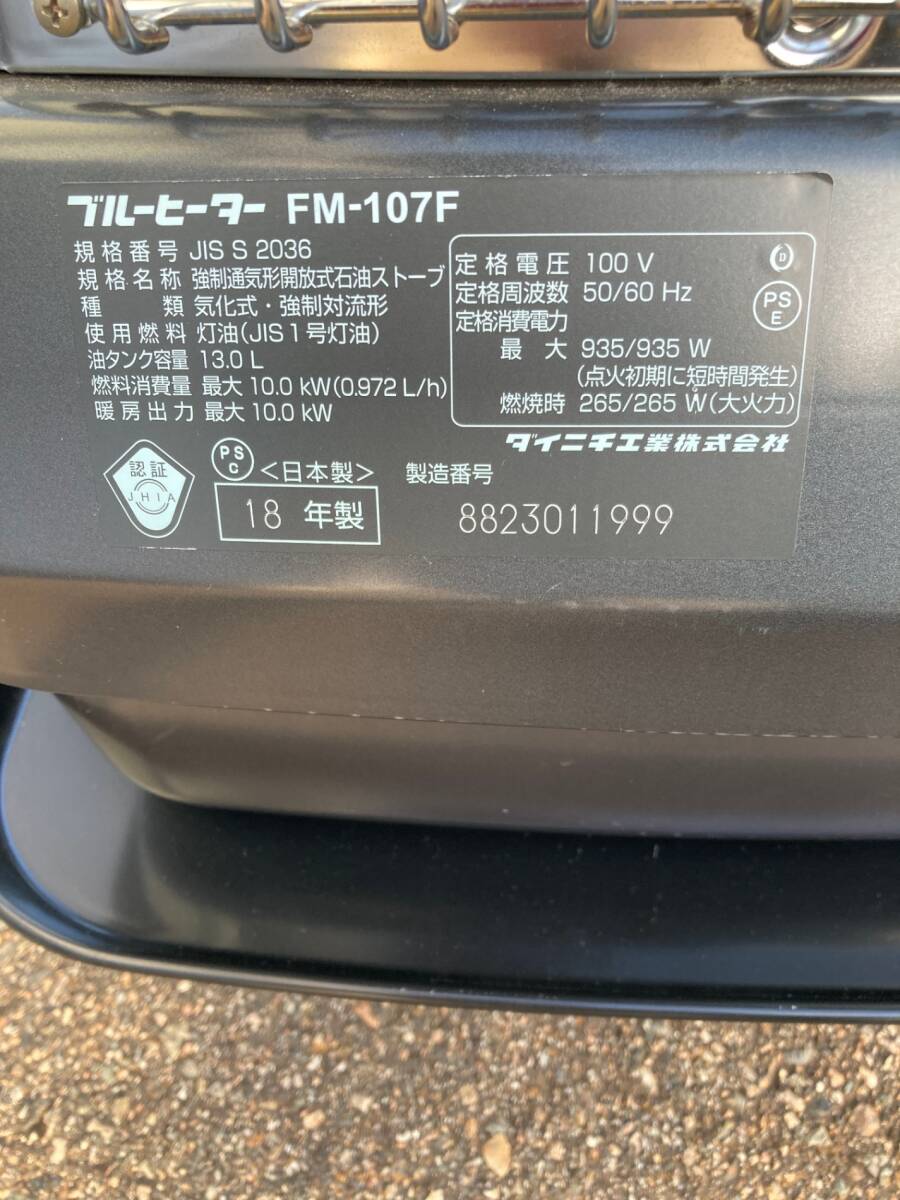 ブルーヒーター FM-107F
規格番号 JIS S 2036
規格名称 強制通気形開放式石油ストーブ
種類 気化式・強制対流形
使用燃料 灯油(JIS1号灯油)
油タンク容量 13.0 L
燃料消費量 最大 10.0 kW(0.972 L/h)
暖房出力 最大 10.0 kW
定格電圧 100 V
定格周波数 50/60 Hz
定格消費電力
最大 935/935 W
(点火初期に短時間発生)
燃焼時 265/265 W(大火力)
D
PS
E
ダイニチ工業株式会社
認証
JHIA
PS
C
<日本製>
18 年製
製造番号
8823011999